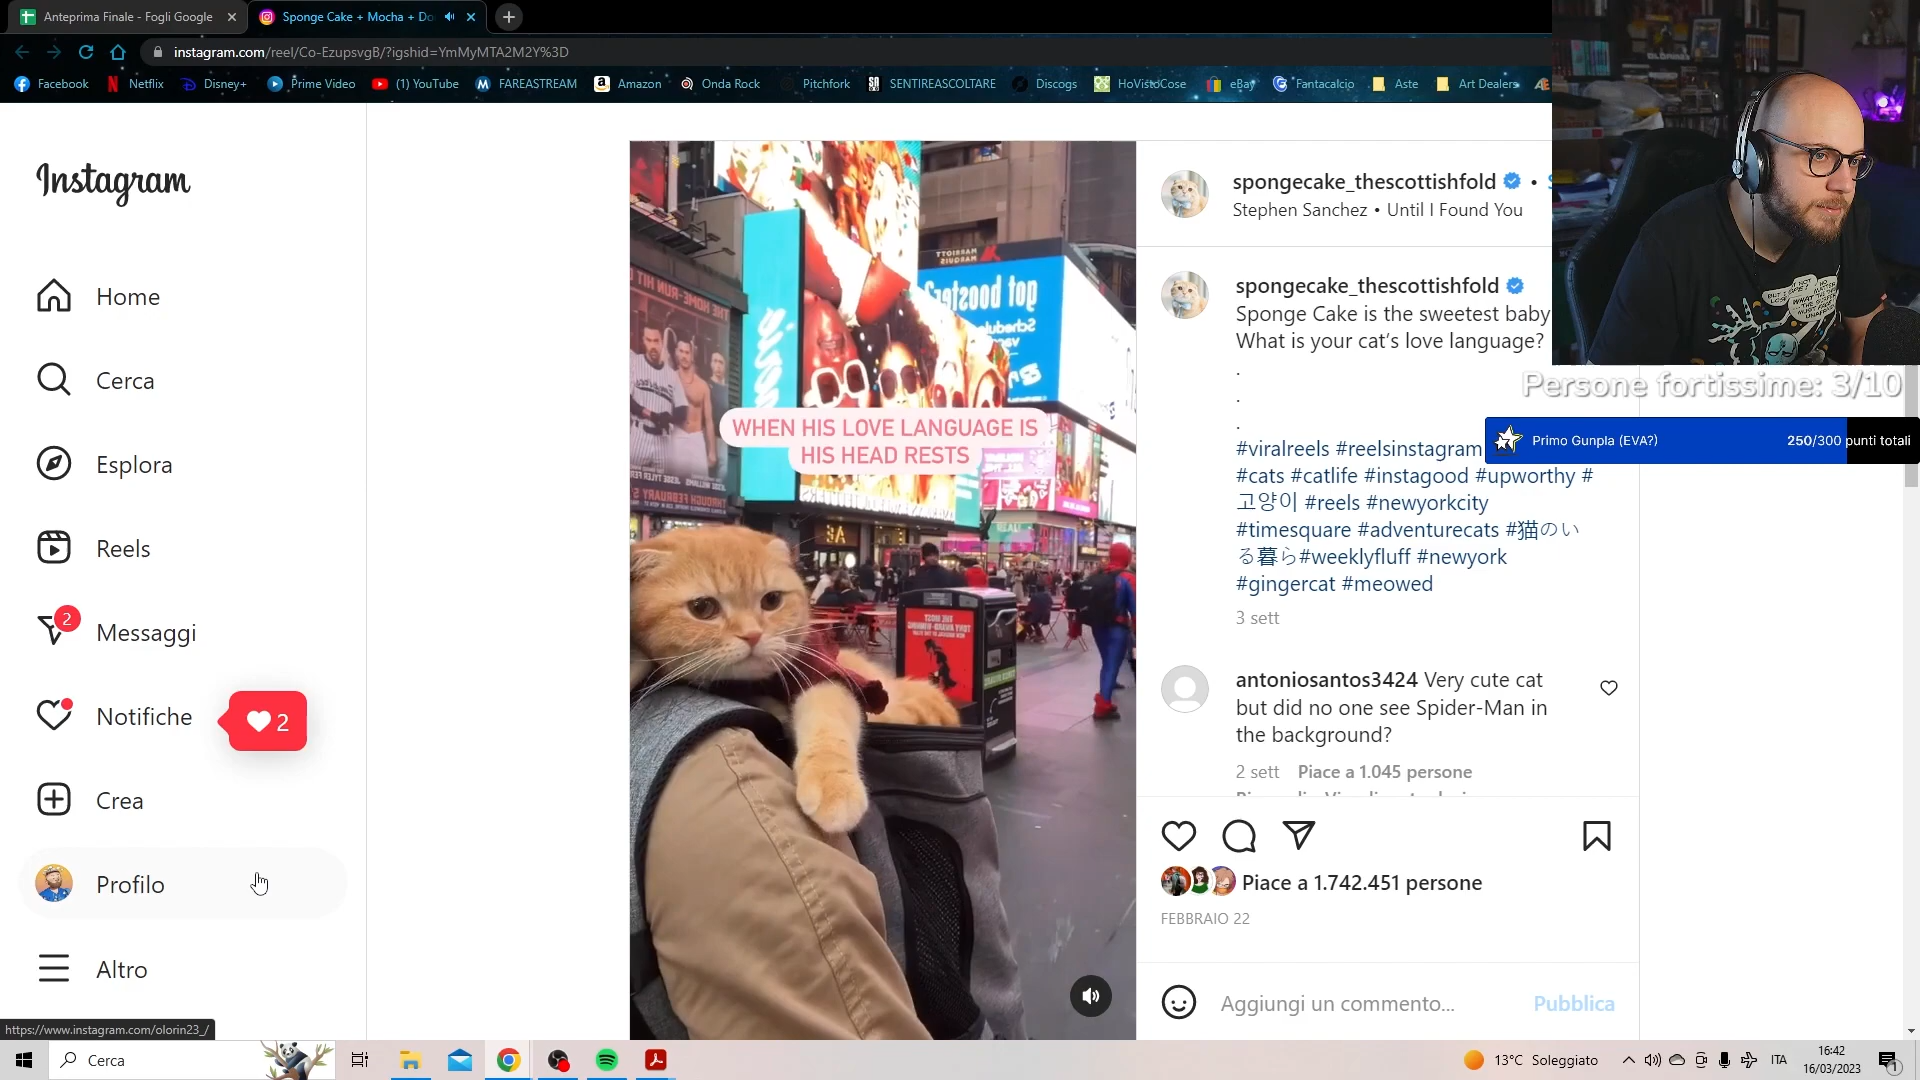 Anteprima Finale - Fogli Google
Sponge Cake + Mocha + Do
instagram.com/reel/Co-EzupsvgB/?igshid=YmMyMTA2M2Y%3D
Facebook Netflix Disney+ Prime Video (1) YouTube FAREASTREAM Amazon Onda Rock Pitchfork SENTIREASCOLTARE Discogs HoVistoCose eBay Fantacalcio Aste Art Dealers
Instagram
Home
Cerca
Esplora
Reels
2
Messaggi
Notifiche
2
Crea
Profilo
Altro
https://www.instagram.com/olorin23_/
MARRIOTT
MARQUIS
got booster?
WHEN HIS LOVE LANGUAGE IS
HIS HEAD RESTS
spongecake_thescottishfold •
Stephen Sanchez • Until I Found You
spongecake_thescottishfold
Sponge Cake is the sweetest baby
What is your cat’s love language?
.
.
.
#viralreels #reelsinstagram
#cats #catlife #instagood #upworthy #
고양이 #reels #newyorkcity
#timesquare #adventurecats #猫のい
る暮ら#weeklyfluff #newyork
#gingercat #meowed
3 sett
antoniosantos3424 Very cute cat
but did no one see Spider-Man in
the background?
2 sett Piace a 1.045 persone
Piace a 1.742.451 persone
FEBBRAIO 22
Aggiungi un commento... Pubblica
Persone fortissime: 3/10
Primo Gunpla (EVA?) 250/300 punti totali
Cerca
13°C Soleggiato
ITA
16:42
16/03/2023
1